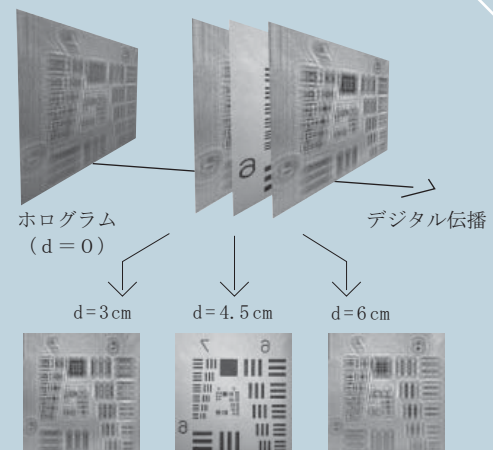 ホログラム
（d＝0）
デジタル伝播
d=3cm
d=4.5cm
d=6cm